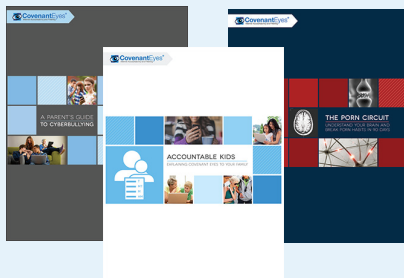 CovenantEyes®
A PARENT'S GUIDE
TO CYBERBULLYING
CovenantEyes®
ACCOUNTABLE KIDS
EXPLAINING COVENANT EYES TO YOUR FAMILY
CovenantEyes®
THE PORN CIRCUIT
UNDERSTAND YOUR BRAIN AND
BREAK PORN HABITS IN 90 DAYS